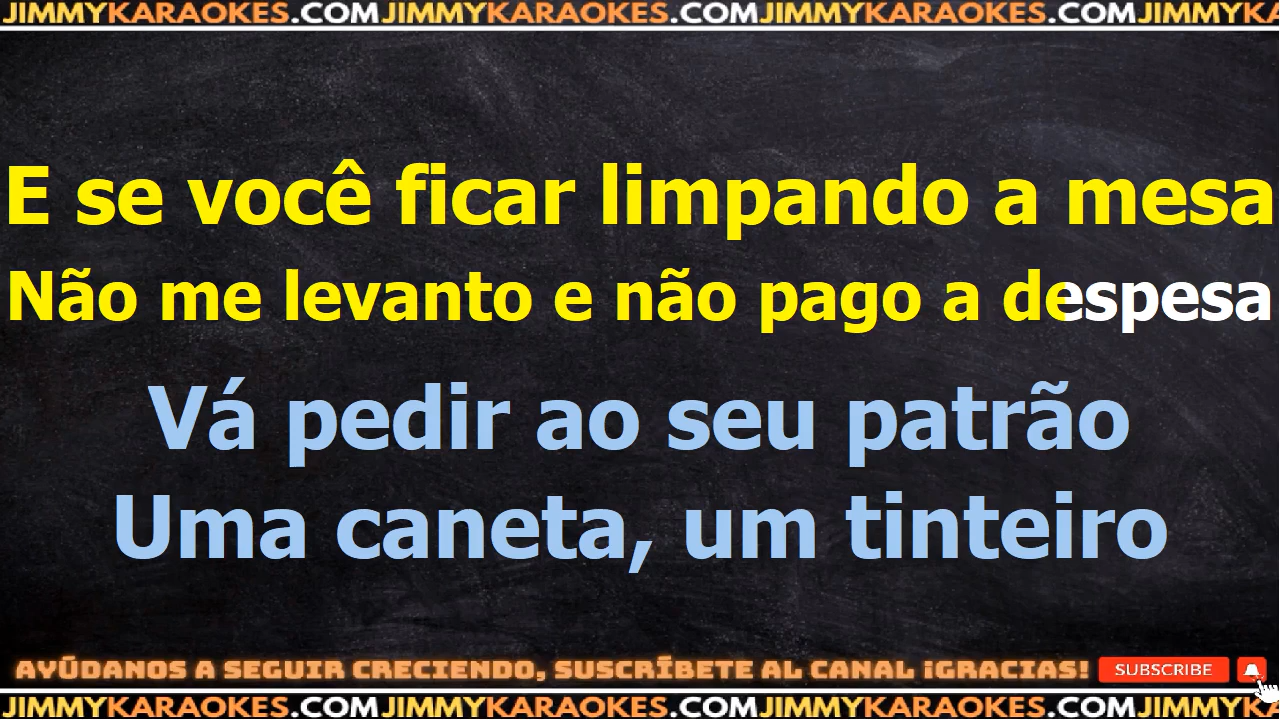 JIMMYKARAOKES.COMJIMMYKARAOKES.COMJIMMYKARAOKES.COMJIMMYKA
E se você ficar limpando a mesa
Não me levanto e não pago a despesa
Vá pedir ao seu patrão
Uma caneta, um tinteiro
AYÚDANOS A SEGUIR CRECIENDO, SUSCRÍBETE AL CANAL ¡GRACIAS! SUBSCRIBE
JIMMYKARAOKES.COMJIMMYKARAOKES.COMJIMMYKARAOKES.COMJIMMYKA